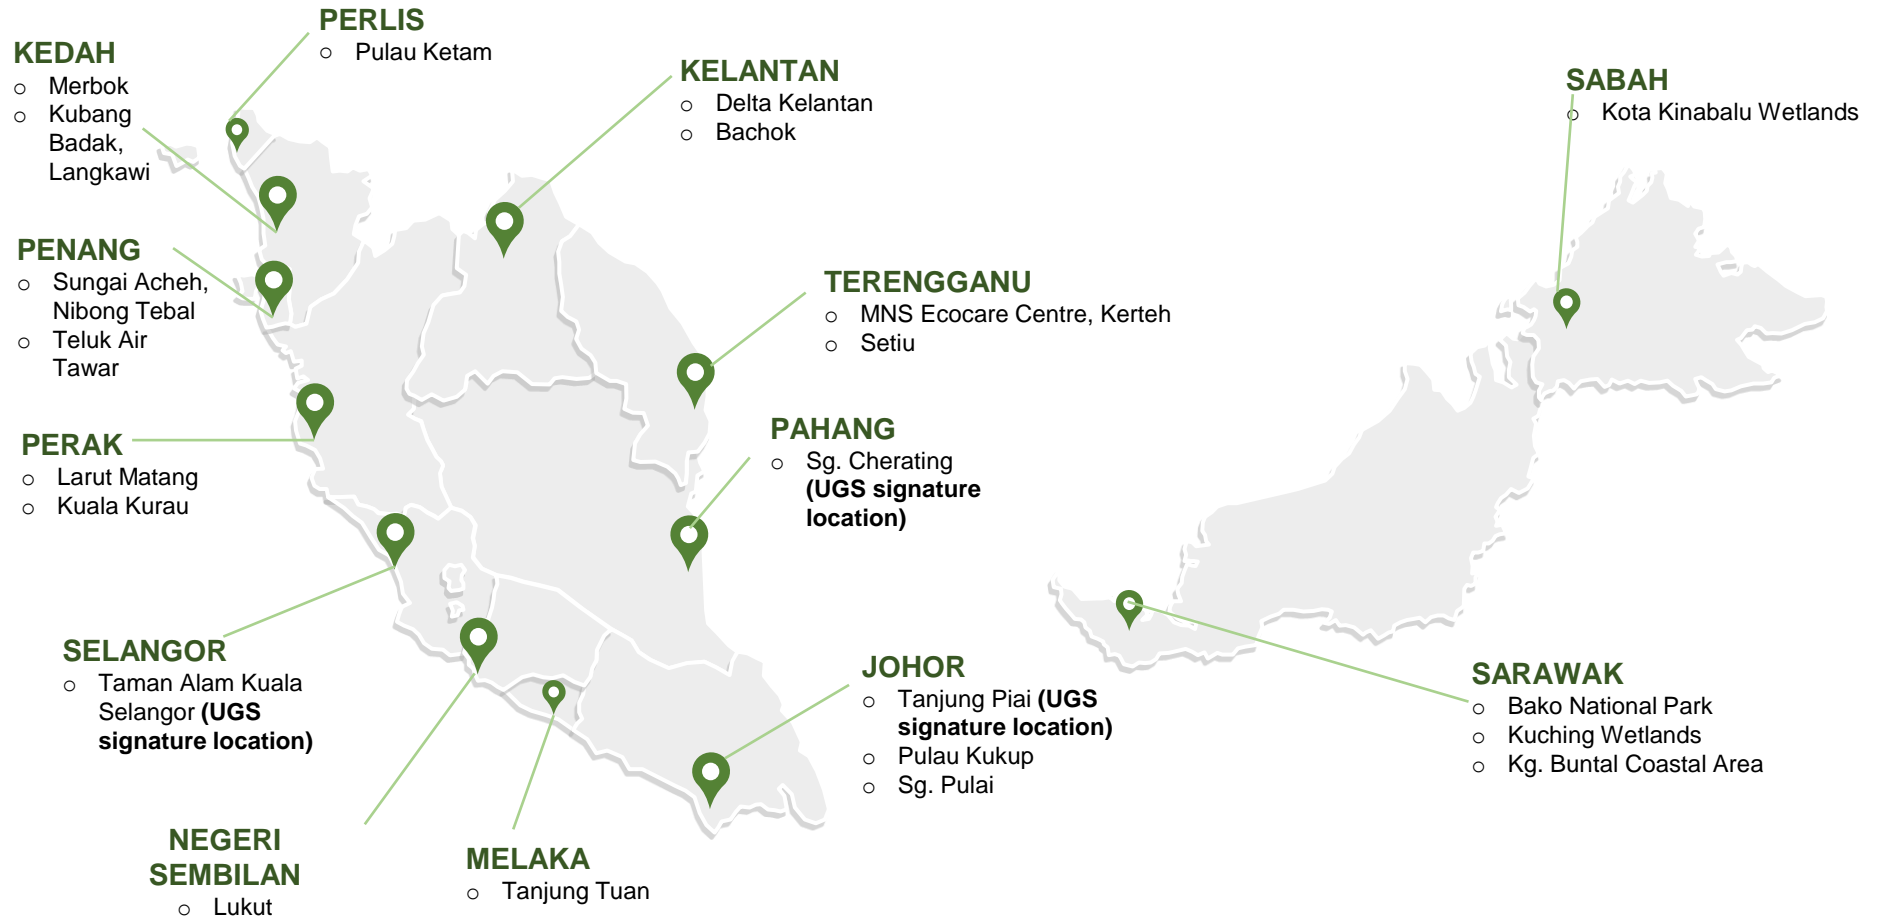 PERLIS
○ Pulau Ketam
KEDAH
○ Merbok
○ Kubang
Badak,
Langkawi
KELANTAN
○ Delta Kelantan
○ Bachok
SABAH
○ Kota Kinabalu Wetlands
PENANG
○ Sungai Acheh,
Nibong Tebal
○ Teluk Air
Tawar
TERENGGANU
○ MNS Ecocare Centre, Kerteh
○ Setiu
PERAK
○ Larut Matang
○ Kuala Kurau
PAHANG
○ Sg. Cherating
(UGS signature
location)
SELANGOR
○ Taman Alam Kuala
Selangor (UGS
signature location)
JOHOR
○ Tanjung Piai (UGS
signature location)
○ Pulau Kukup
○ Sg. Pulai
SARAWAK
○ Bako National Park
○ Kuching Wetlands
○ Kg. Buntal Coastal Area
NEGERI
SEMBILAN
○ Lukut
MELAKA
○ Tanjung Tuan